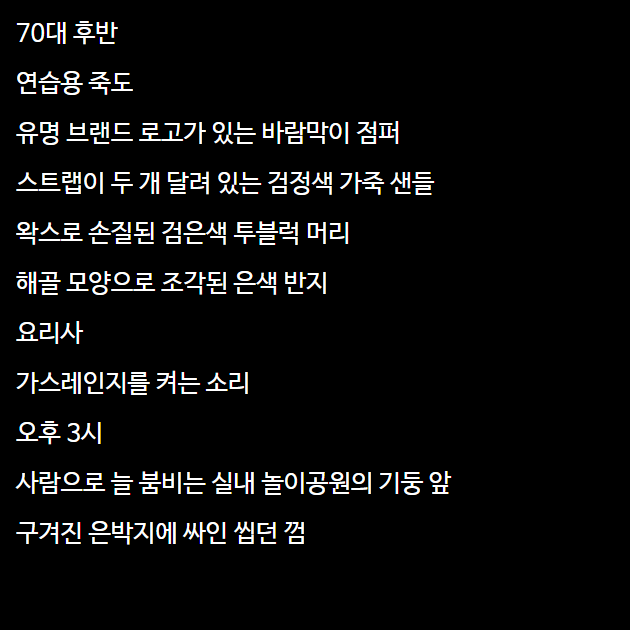 70대 후반
연습용 죽도
유명 브랜드 로고가 있는 바람막이 점퍼
스트랩이 두 개 달려 있는 검정색 가죽 샌들
왁스로 손질된 검은색 투블럭 머리
해골 모양으로 조각된 은색 반지
요리사
가스레인지를 켜는 소리
오후 3시
사람으로 늘 붐비는 실내 놀이공원의 기둥 앞
구겨진 은박지에 싸인 씹던 껌